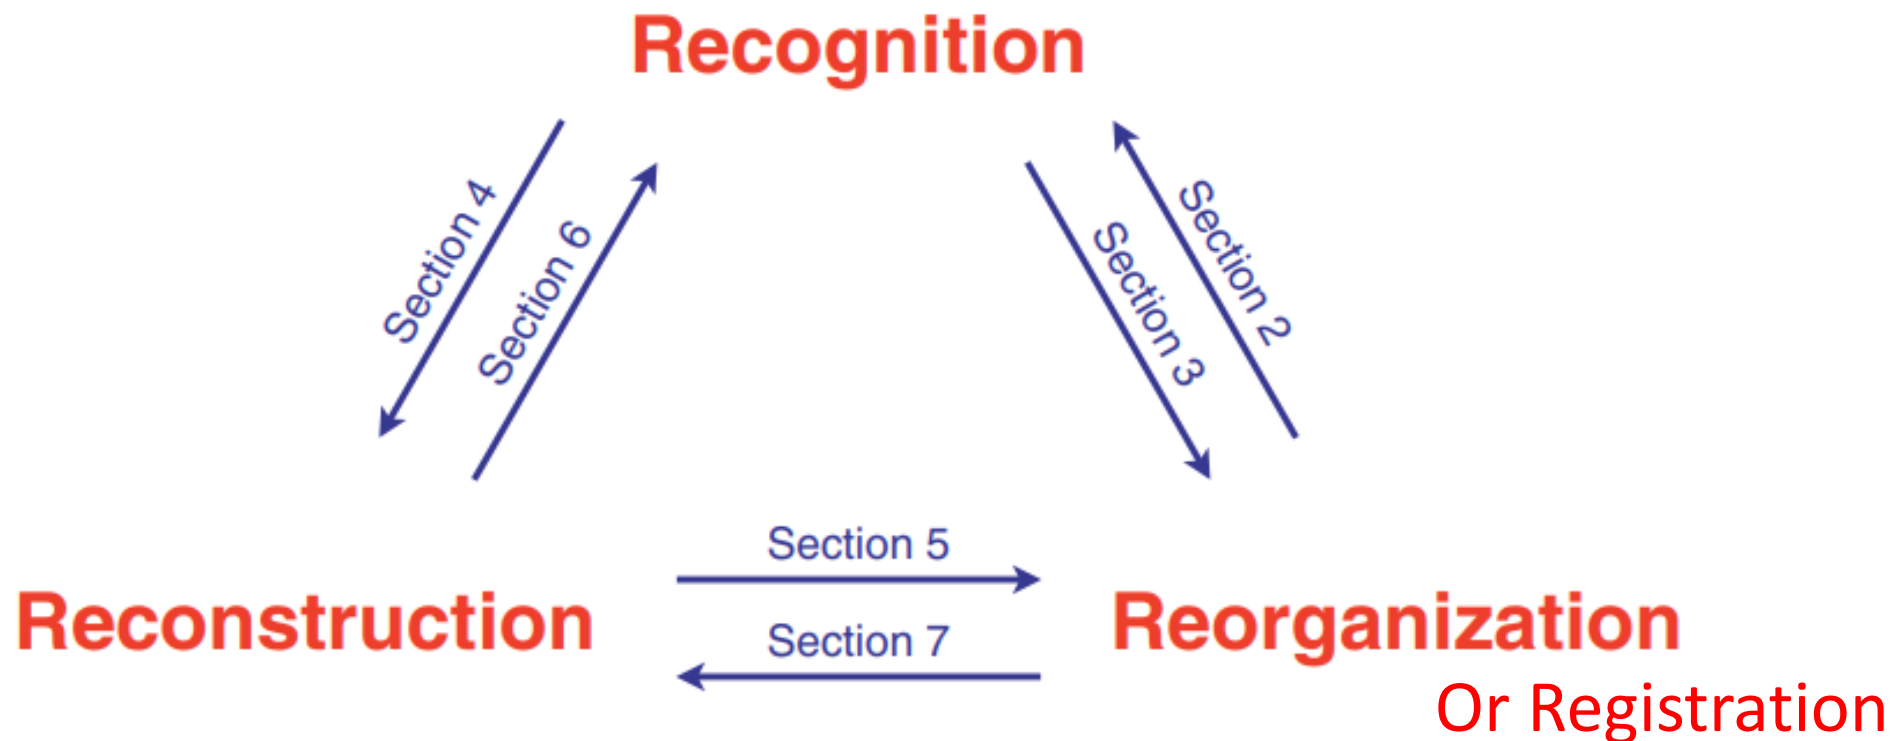 Recognition
Section 4
Section 6
Section 3
Section 2
Section 5
Reconstruction
Reorganization
Section 7
Or Registration